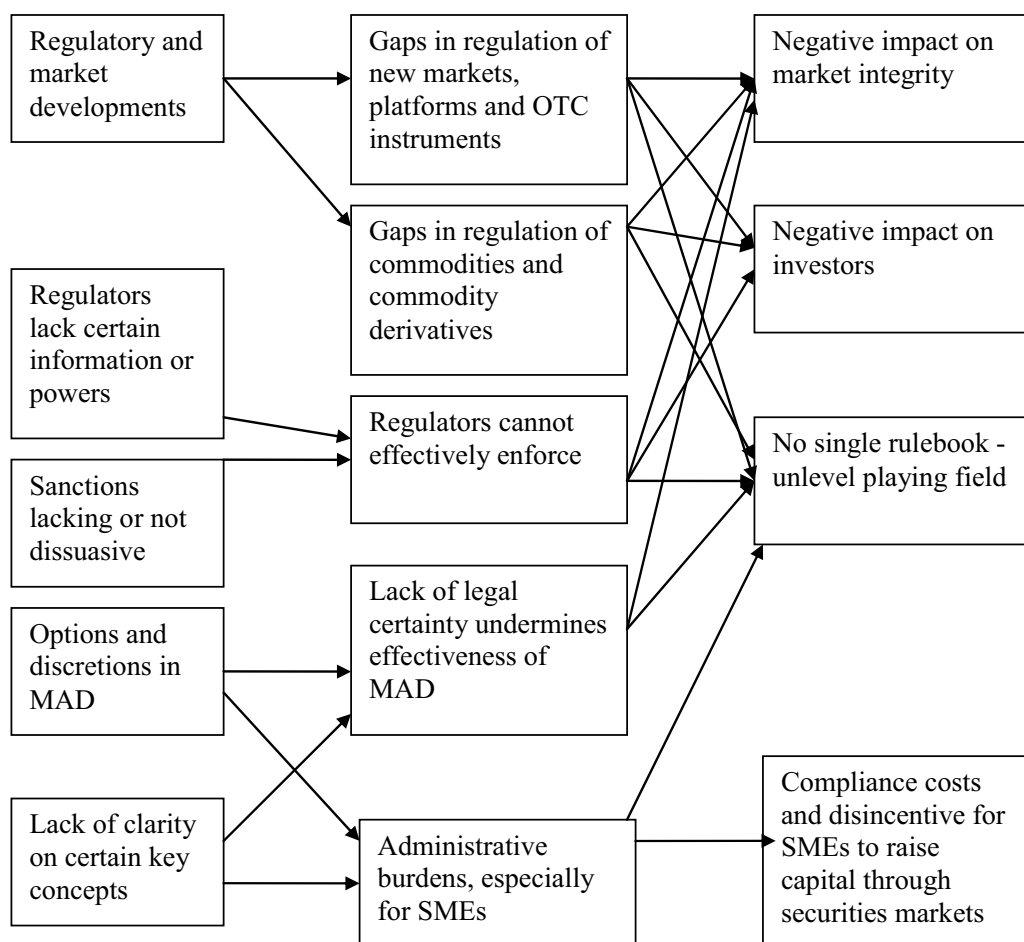 Regulatory and
market
developments
Regulators
lack certain
information or
powers
Sanctions
lacking or not
dissuasive
Options and
discretions in
MAD
Lack of clarity
on certain key
concepts
Gaps in regulation of
new markets,
platforms and OTC
instruments
Gaps in regulation of
commodities and
commodity
derivatives
Regulators cannot
effectively enforce
Lack of legal
certainty undermines
effectiveness of
MAD
Administrative
burdens, especially
for SMEs
Negative impact on
market integrity
Negative impact on
investors
No single rulebook -
unlevel playing field
Compliance costs
and disincentive for
SMEs to raise
capital through
securities markets